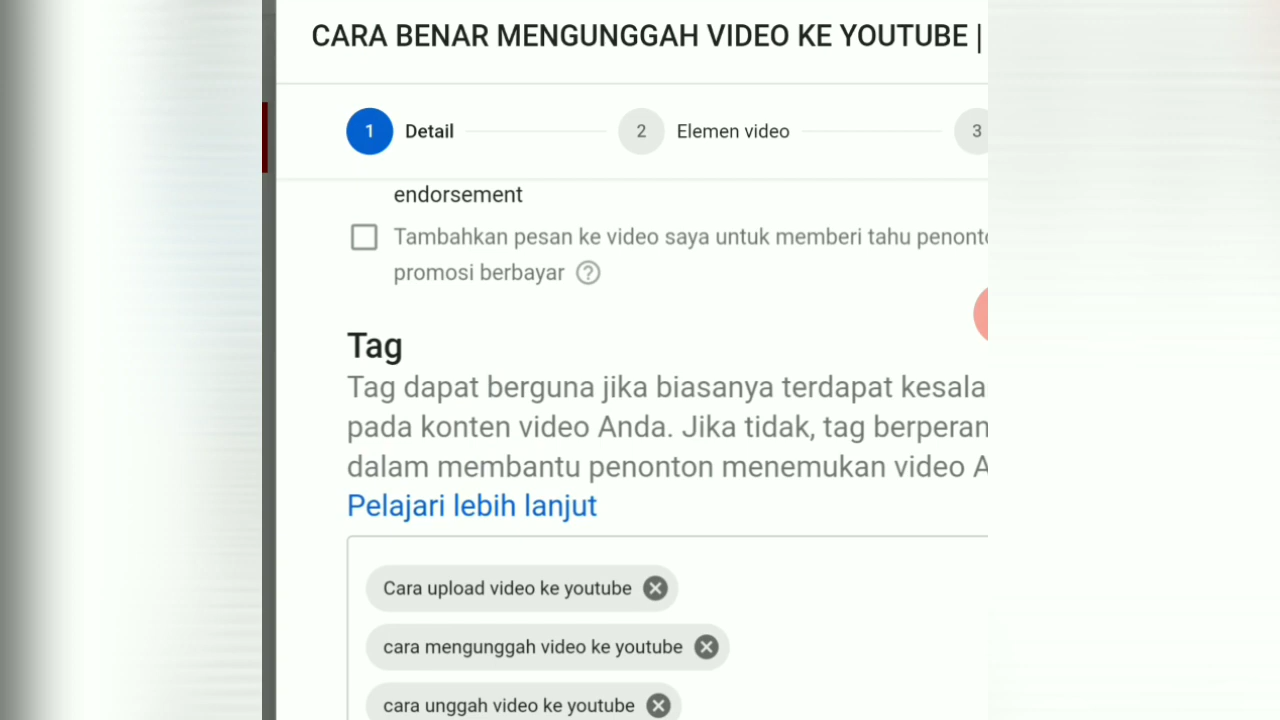 CARA BENAR MENGUNGGAH VIDEO KE YOUTUBE |
1 Detail 2 Elemen video 3
endorsement
Tambahkan pesan ke video saya untuk memberi tahu penonto
promosi berbayar ?
Tag
Tag dapat berguna jika biasanya terdapat kesala
pada konten video Anda. Jika tidak, tag berperan
dalam membantu penonton menemukan video A
Pelajari lebih lanjut
Cara upload video ke youtube
cara mengunggah video ke youtube
cara unggah video ke youtube